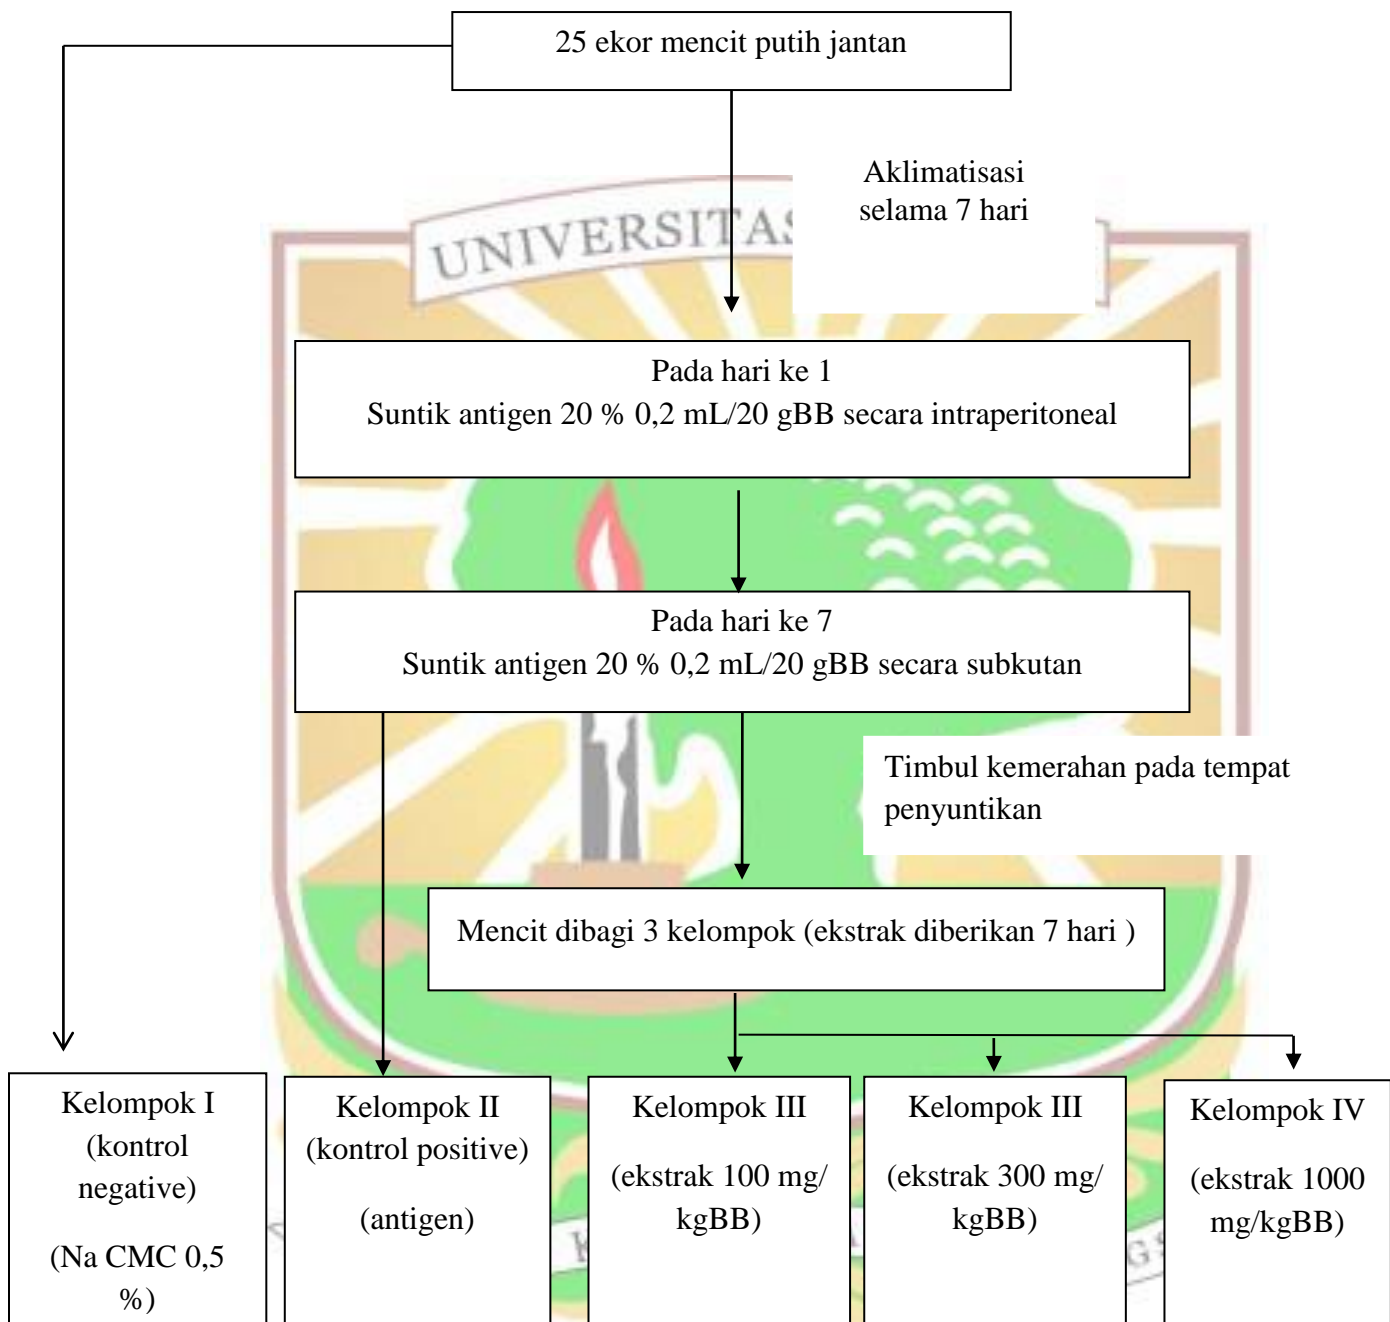 25 ekor mencit putih jantan
Aklimatisasi
selama 7 hari
UNIVERSITAS
Pada hari ke 1
Suntik antigen 20 % 0,2 mL/20 gBB secara intraperitoneal
Pada hari ke 7
Suntik antigen 20 % 0,2 mL/20 gBB secara subkutan
Timbul kemerahan pada tempat
penyuntikan
Mencit dibagi 3 kelompok (ekstrak diberikan 7 hari )
Kelompok I
(kontrol
negative)
(Na CMC 0,5
%)
Kelompok II
(kontrol positive)
(antigen)
Kelompok III
(ekstrak 100 mg/
kgBB)
Kelompok III
(ekstrak 300 mg/
kgBB)
Kelompok IV
(ekstrak 1000
mg/kgBB)